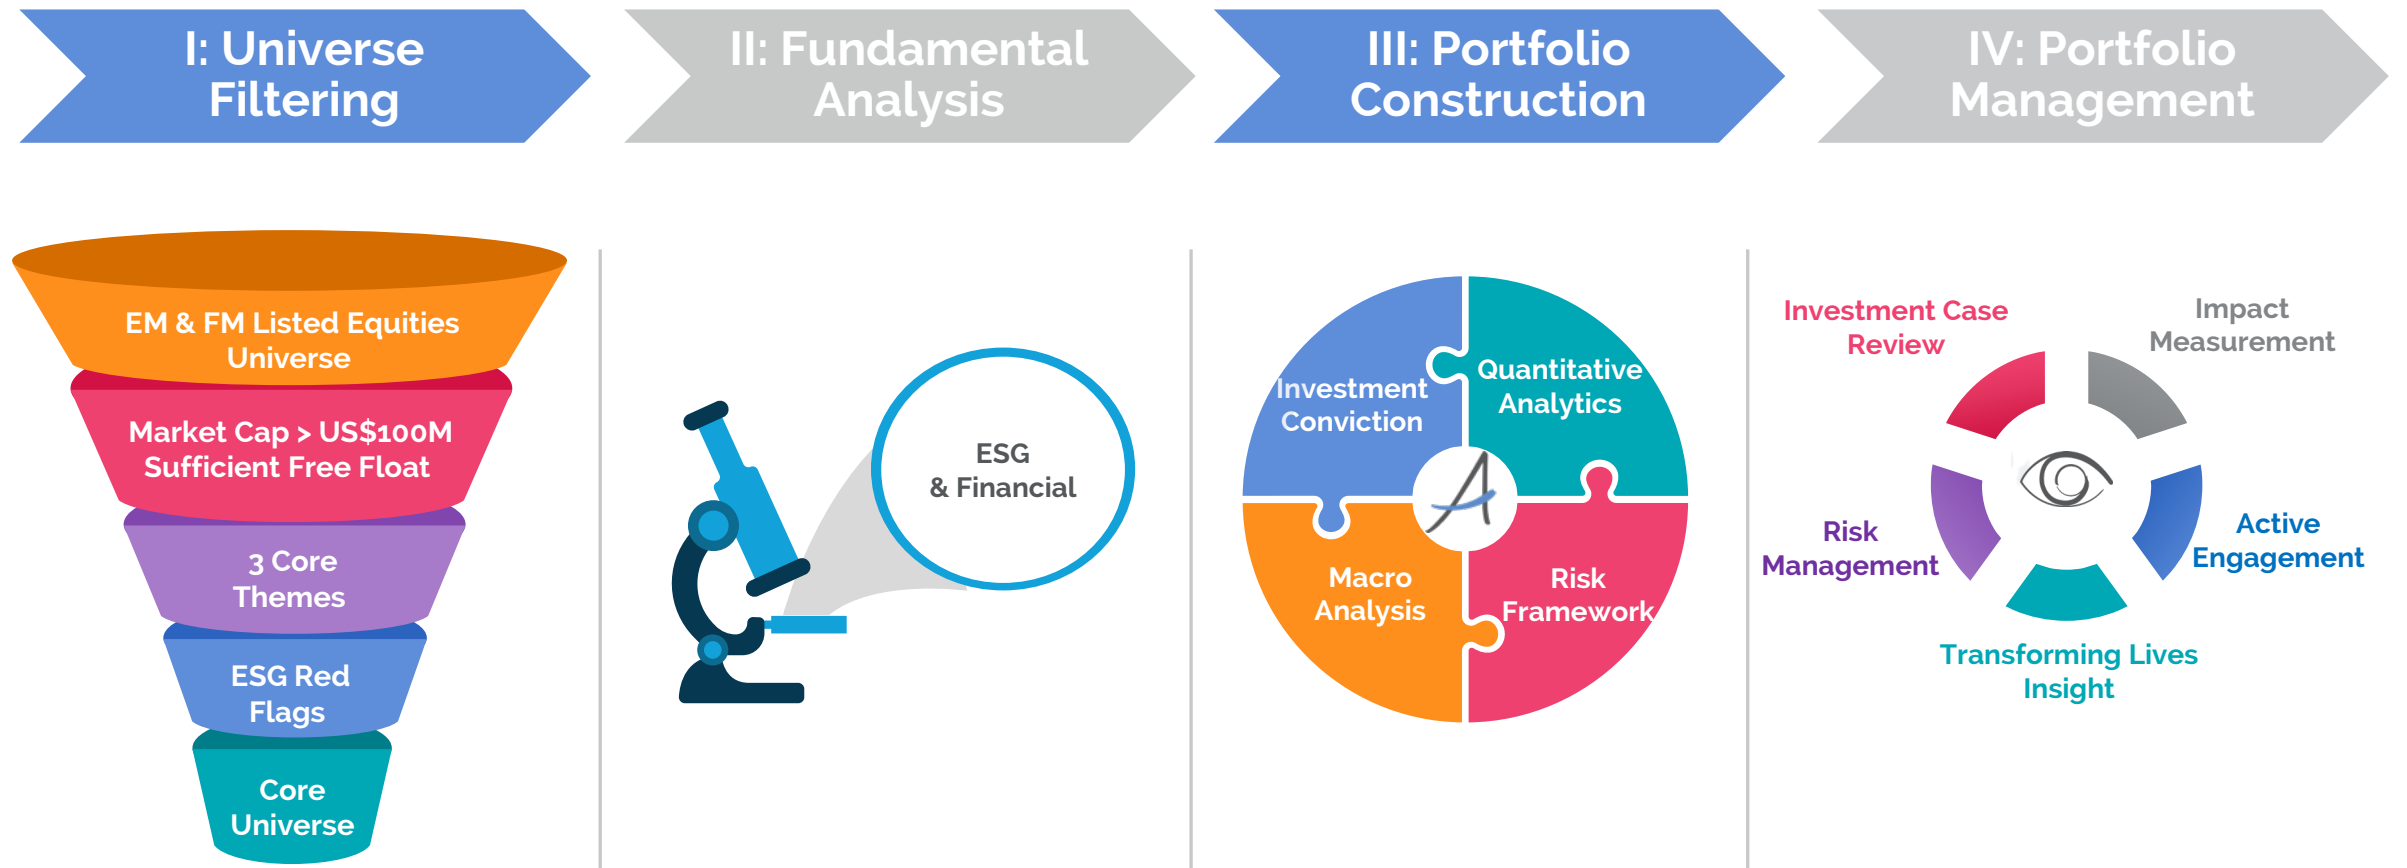 I: Universe
Filtering
II: Fundamental
Analysis
III: Portfolio
Construction
IV: Portfolio
Management
EM & FM Listed Equities
Universe
Market Cap > US$100M
Sufficient Free Float
3 Core
Themes
ESG Red
Flags
Core
Universe
ESG
& Financial
Investment
Conviction
Quantitative
Analytics
Macro
Analysis
Risk
Framework
Investment Case
Review
Impact
Measurement
Risk
Management
Active
Engagement
Transforming Lives
Insight